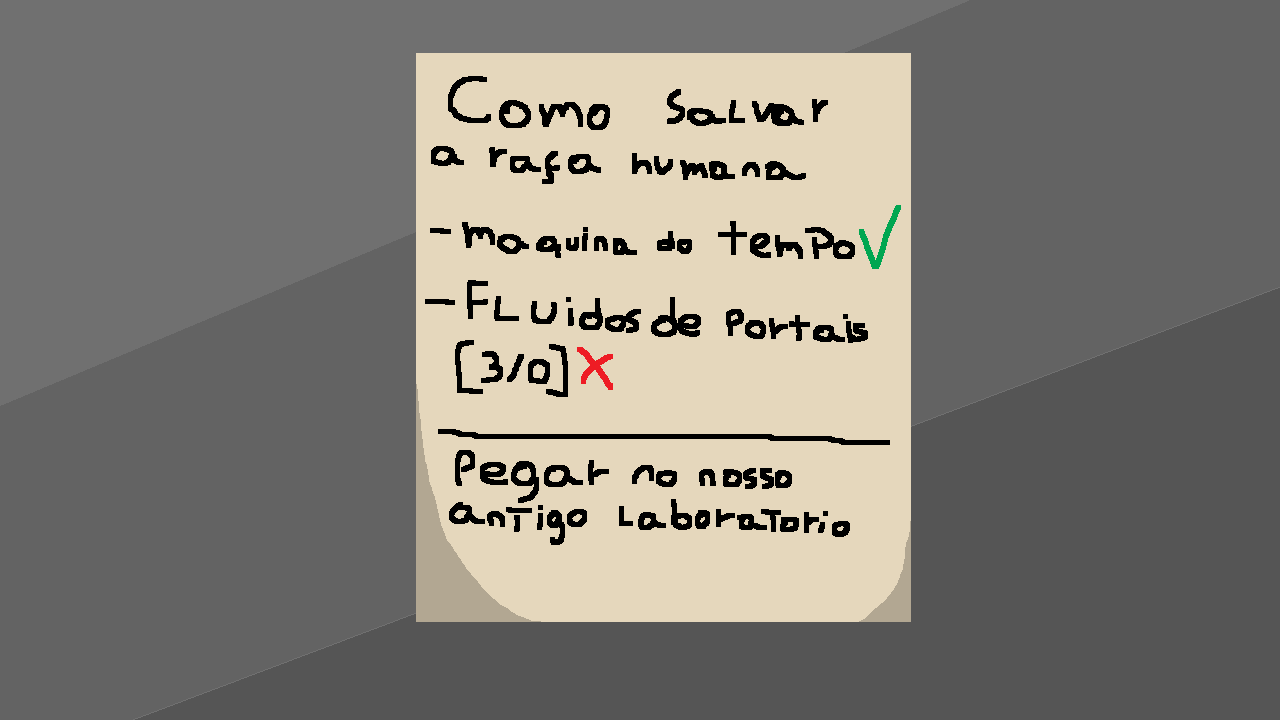 Como salvar
a raça humana
- maquina do tempo ✓
- Fluidos de Portais
[3/0] X
Pegar no nosso
antigo Laboratorio